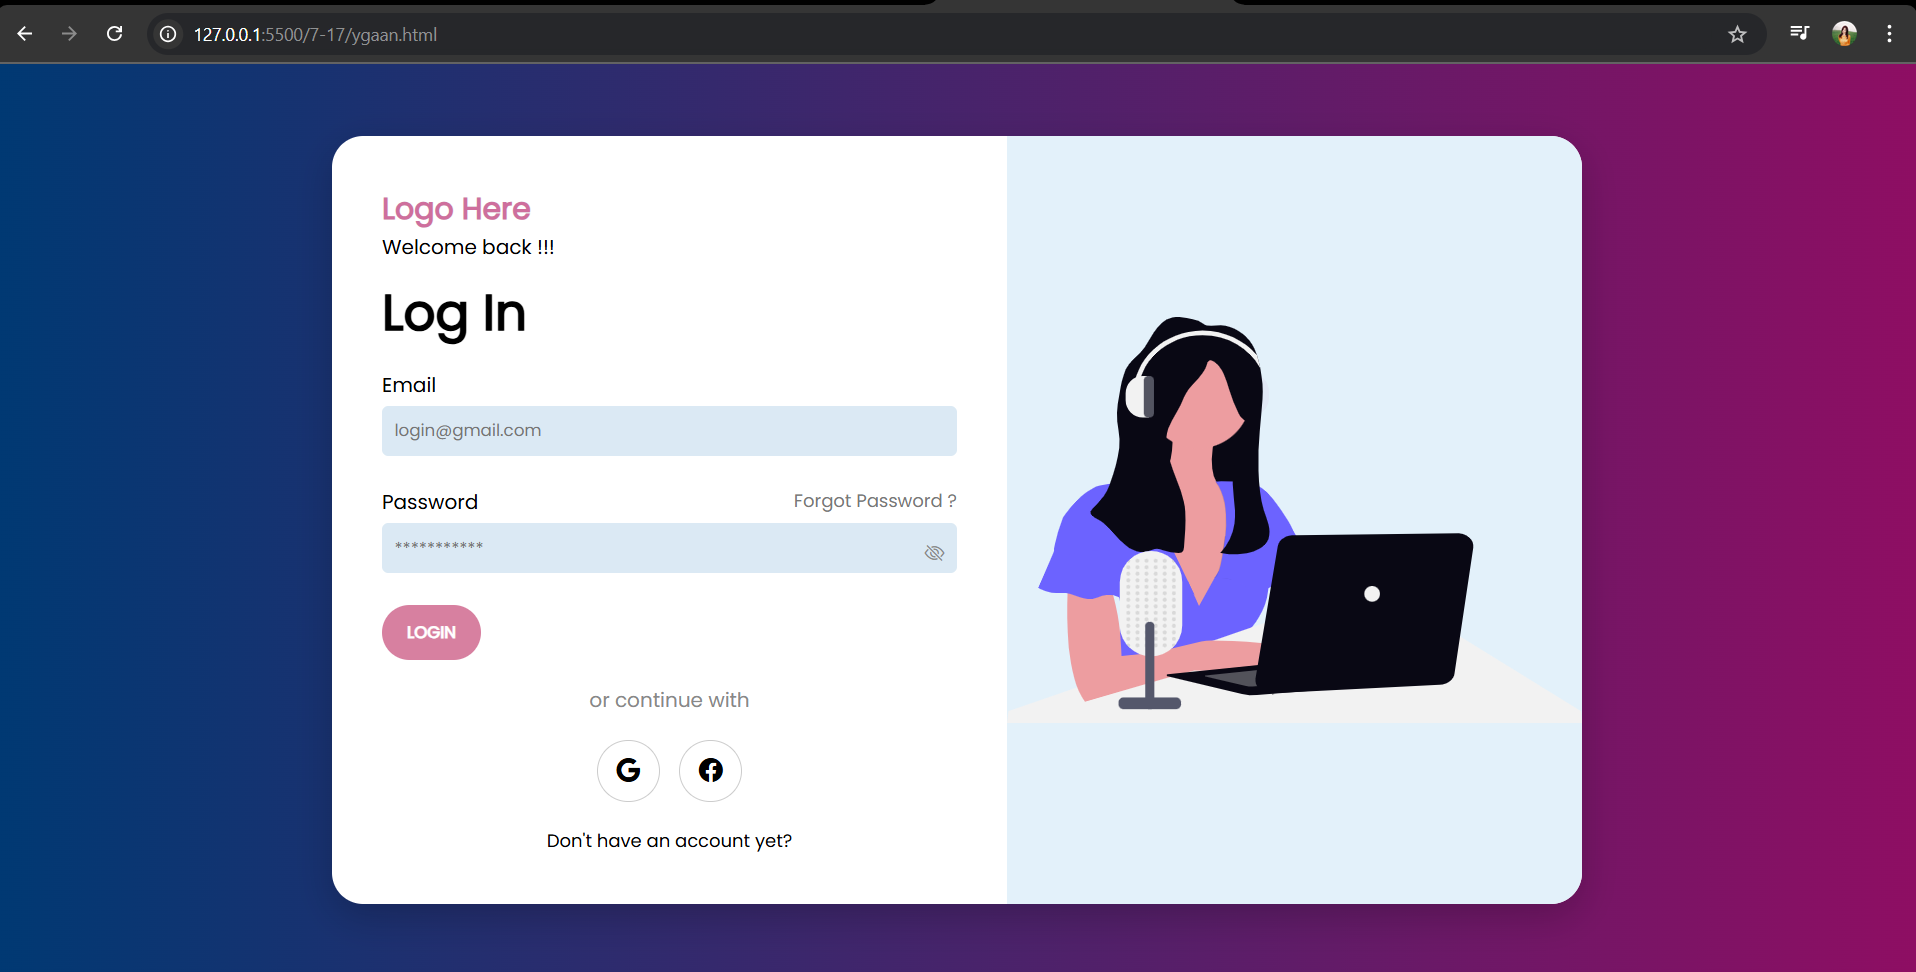 127.0.0.1:5500/7-17/ygaan.html
Logo Here
Welcome back !!!
Log In
Email
login@gmail.com
Password
Forgot Password ?
***********
LOGIN
or continue with
Don't have an account yet?